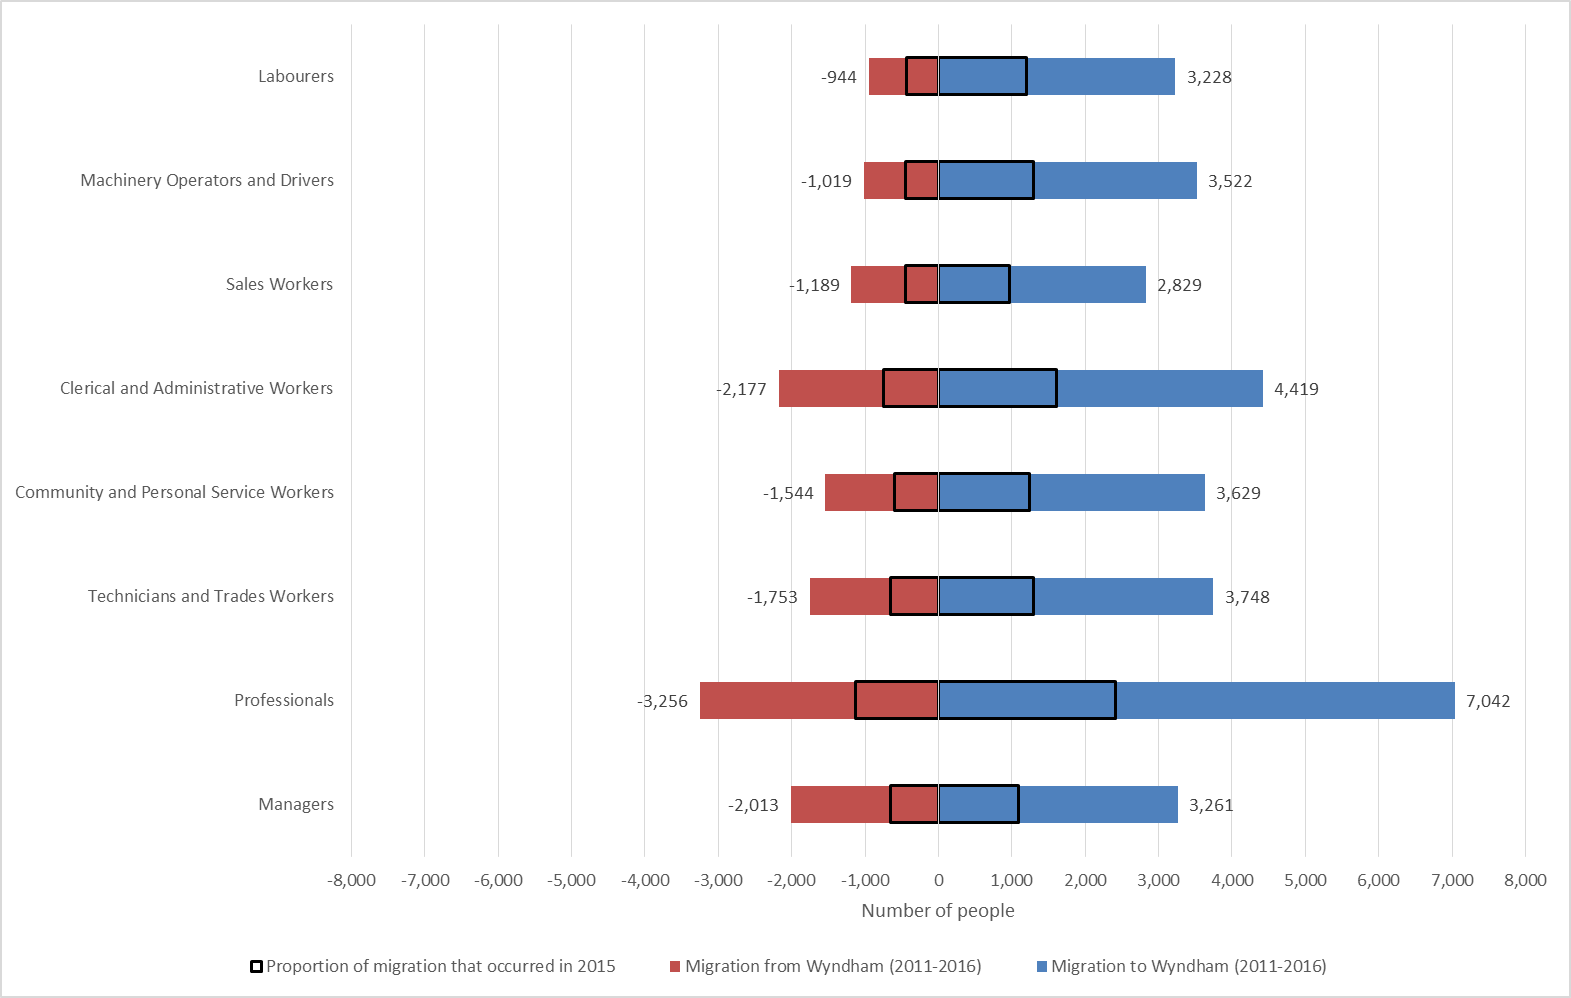 Labourers
-944
3,228
Machinery Operators and Drivers
-1,019
3,522
Sales Workers
-1,189
2,829
Clerical and Administrative Workers
-2,177
4,419
Community and Personal Service Workers
-1,544
3,629
Technicians and Trades Workers
-1,753
3,748
Professionals
-3,256
7,042
Managers
-2,013
3,261
-8,000 -7,000 -6,000 -5,000 -4,000 -3,000 -2,000 -1,000 0 1,000 2,000 3,000 4,000 5,000 6,000 7,000 8,000
Number of people
Proportion of migration that occurred in 2015
Migration from Wyndham (2011-2016)
Migration to Wyndham (2011-2016)